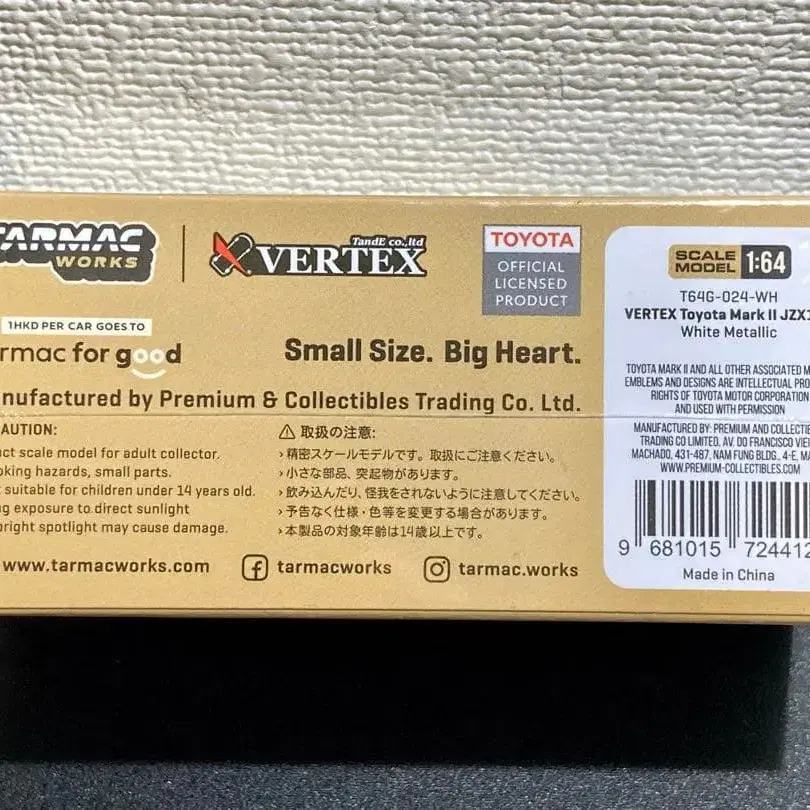 TARMAC
WORKS
TandE co.,ltd
VERTEX
TOYOTA
OFFICIAL
LICENSED
PRODUCT
1HKD PER CAR GOES TO
rmac for good
Small Size. Big Heart.
nufactured by Premium & Collectibles Trading Co. Ltd.
AUTION:
ct scale model for adult collector.
oking hazards, small parts.
t suitable for children under 14 years old.
g exposure to direct sunlight
bright spotlight may cause damage.
⚠ 取扱の注意:
›精密スケールモデルです。取扱にご注意ください。
›小さな部品、突起物があります。
›飲み込んだり、怪我をされないように注意してください。
›予告なく仕様・色等を変更する場合があります。
›本製品の対象年齢は14歳以上です。
www.tarmacworks.com
tarmacworks
tarmac.works
SCALE
MODEL 1:64
T64G-024-WH
VERTEX Toyota Mark II JZX1
White Metallic
TOYOTA MARK II AND ALL OTHER ASSOCIATED M
EMBLEMS AND DESIGNS ARE INTELLECTUAL PRO
RIGHTS OF TOYOTA MOTOR CORPORATION
AND USED WITH PERMISSION
MANUFACTURED BY: PREMIUM AND COLLECTIB
TRADING CO LIMITED, AV. DO FRANCISCO VIE
MACHADO, 431-487, NAM FUNG BLDG., 4-E, MA
WWW.PREMIUM-COLLECTIBLES.COM
9 681015 724412
Made in China